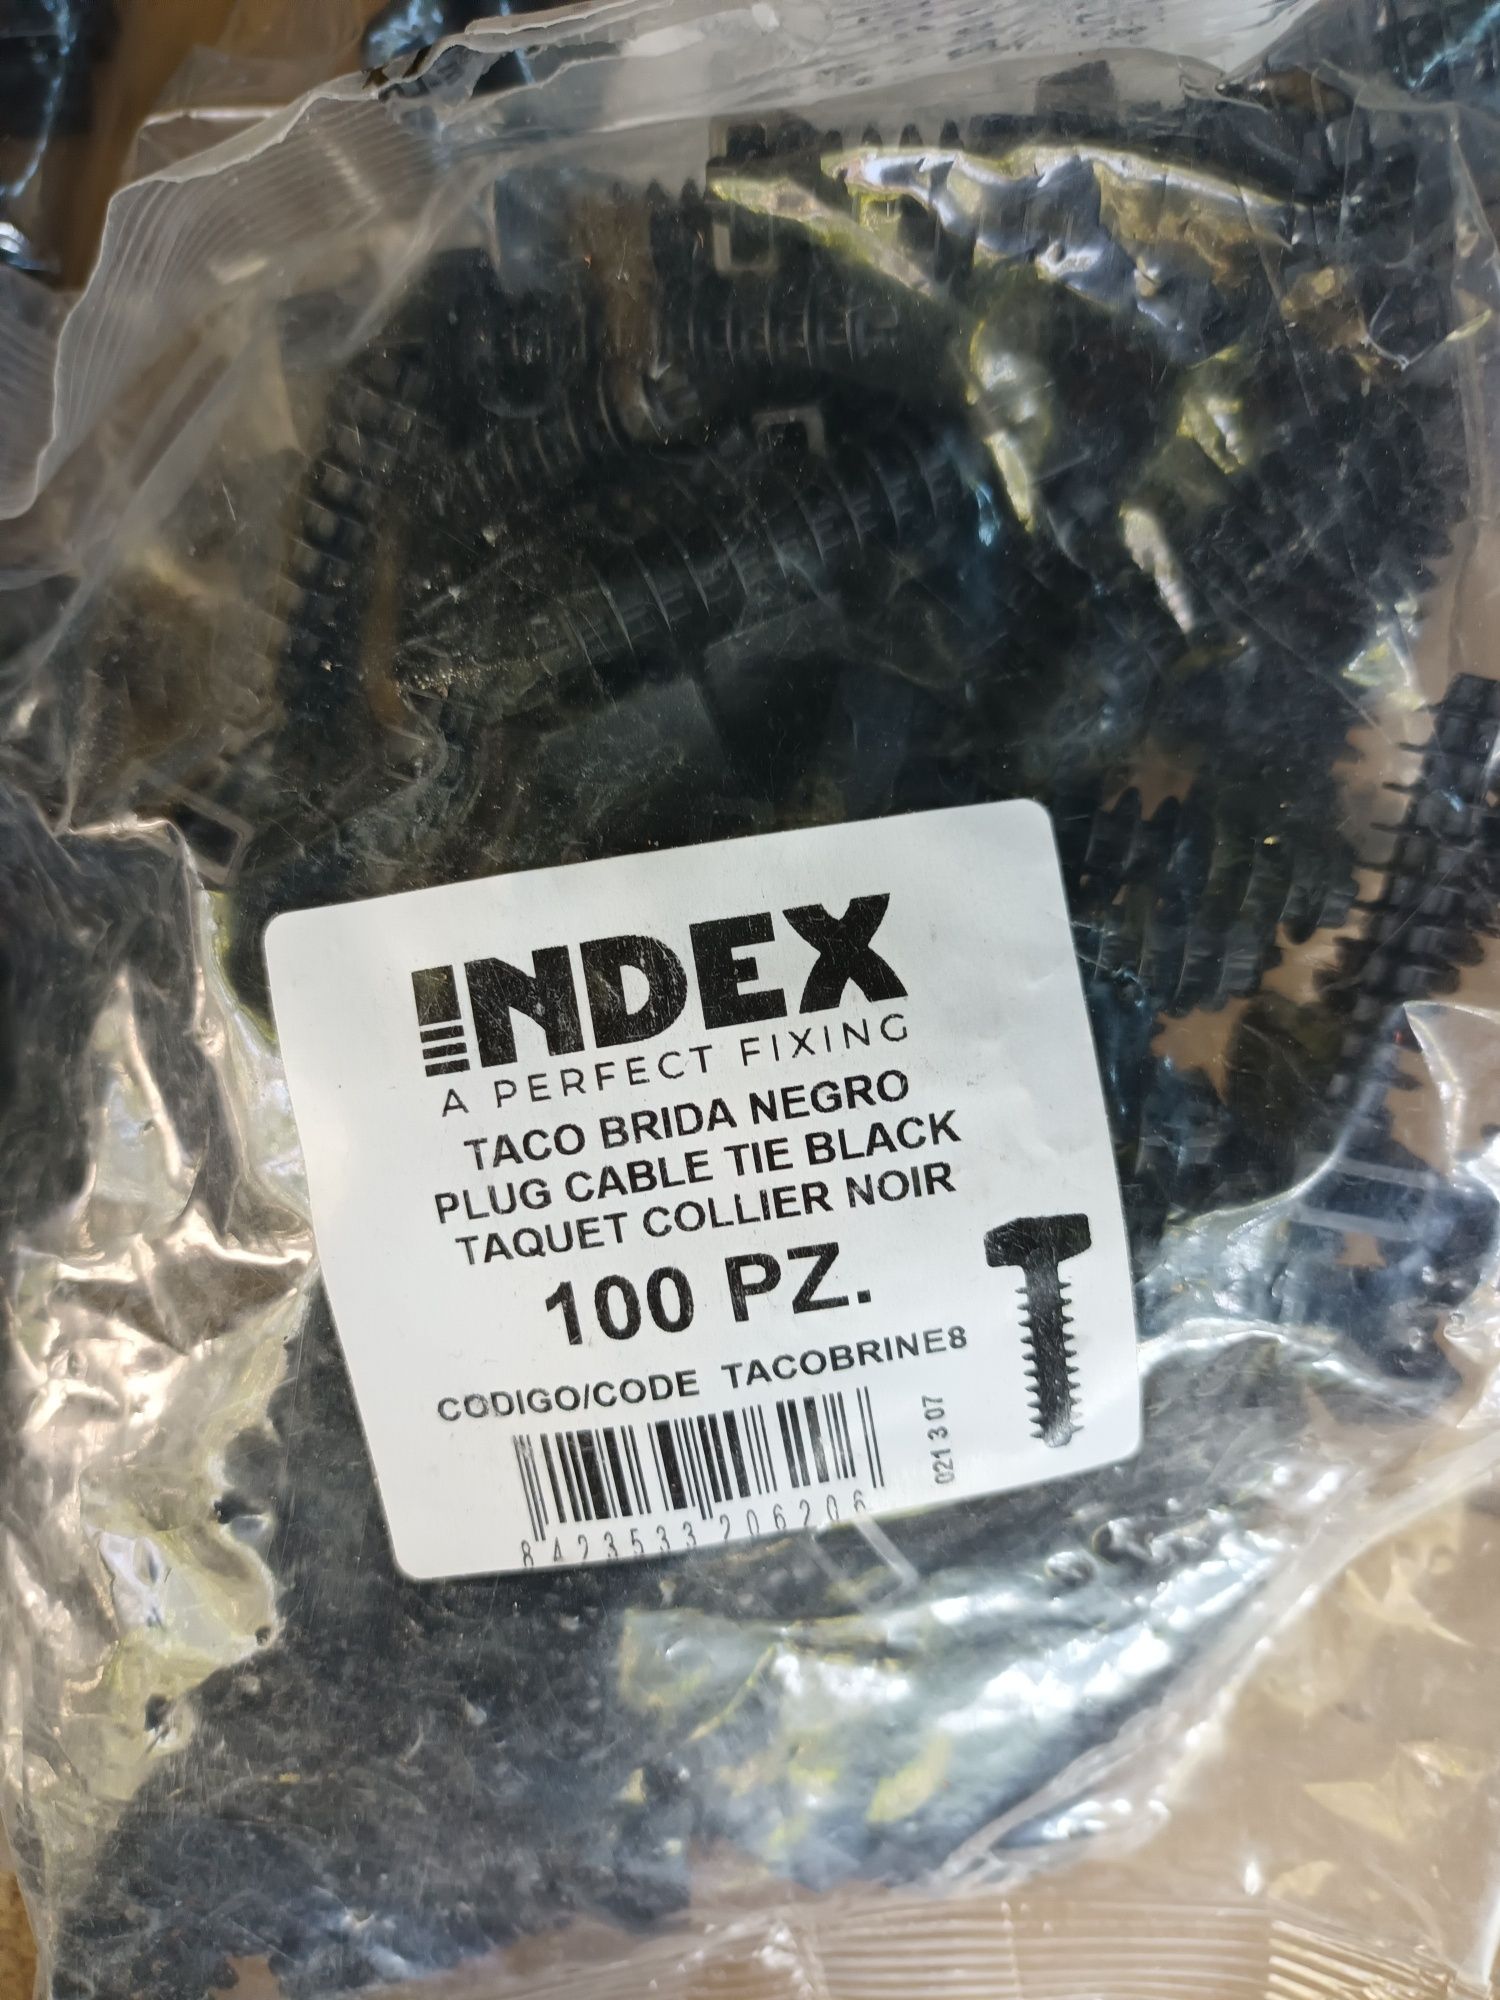 INDEX
A PERFECT FIXING
TACO BRIDA NEGRO
PLUG CABLE TIE BLACK
TAQUET COLLIER NOIR
100 PZ.
CODIGO/CODE TACOBRINE8
021 3 07
8423533206206